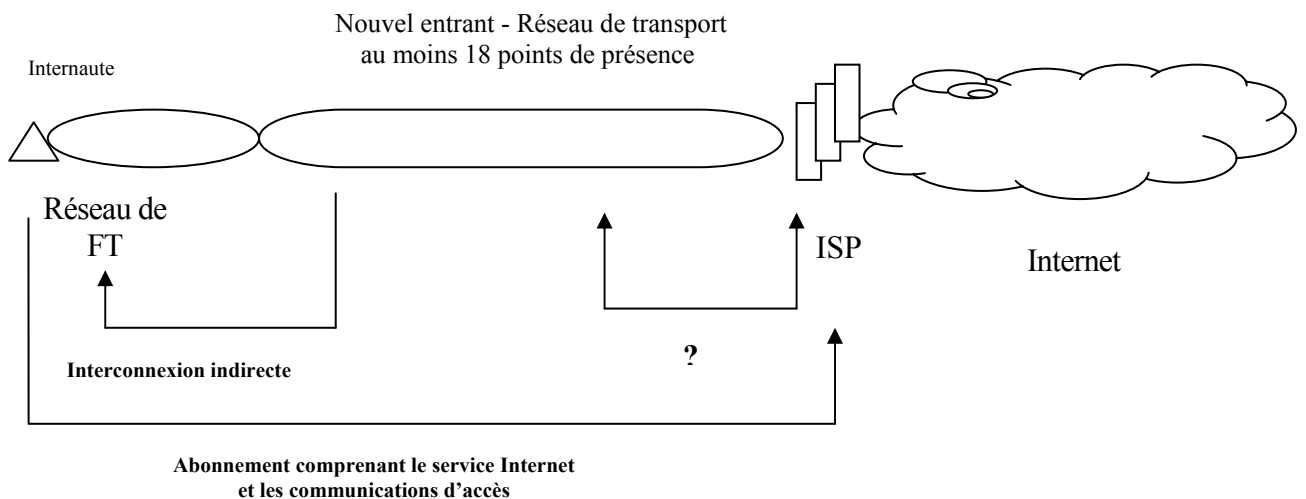 Nouvel entrant - Réseau de transport
au moins 18 points de présence
Internaute
Réseau de
FT
ISP
Internet
?
Interconnexion indirecte
Abonnement comprenant le service Internet
et les communications d’accès